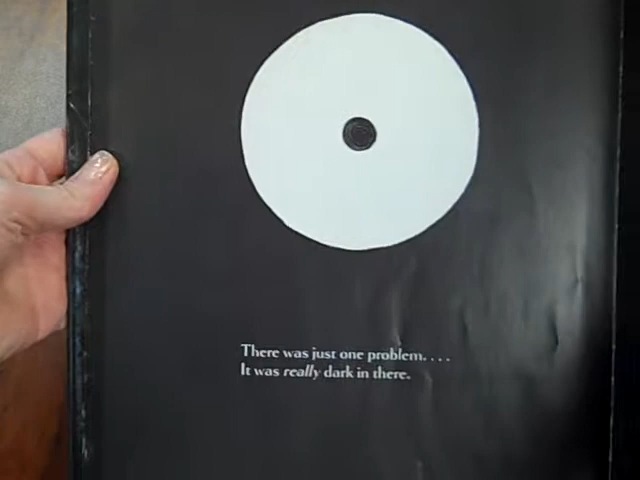 There was just one problem. . . .
It was really dark in there.